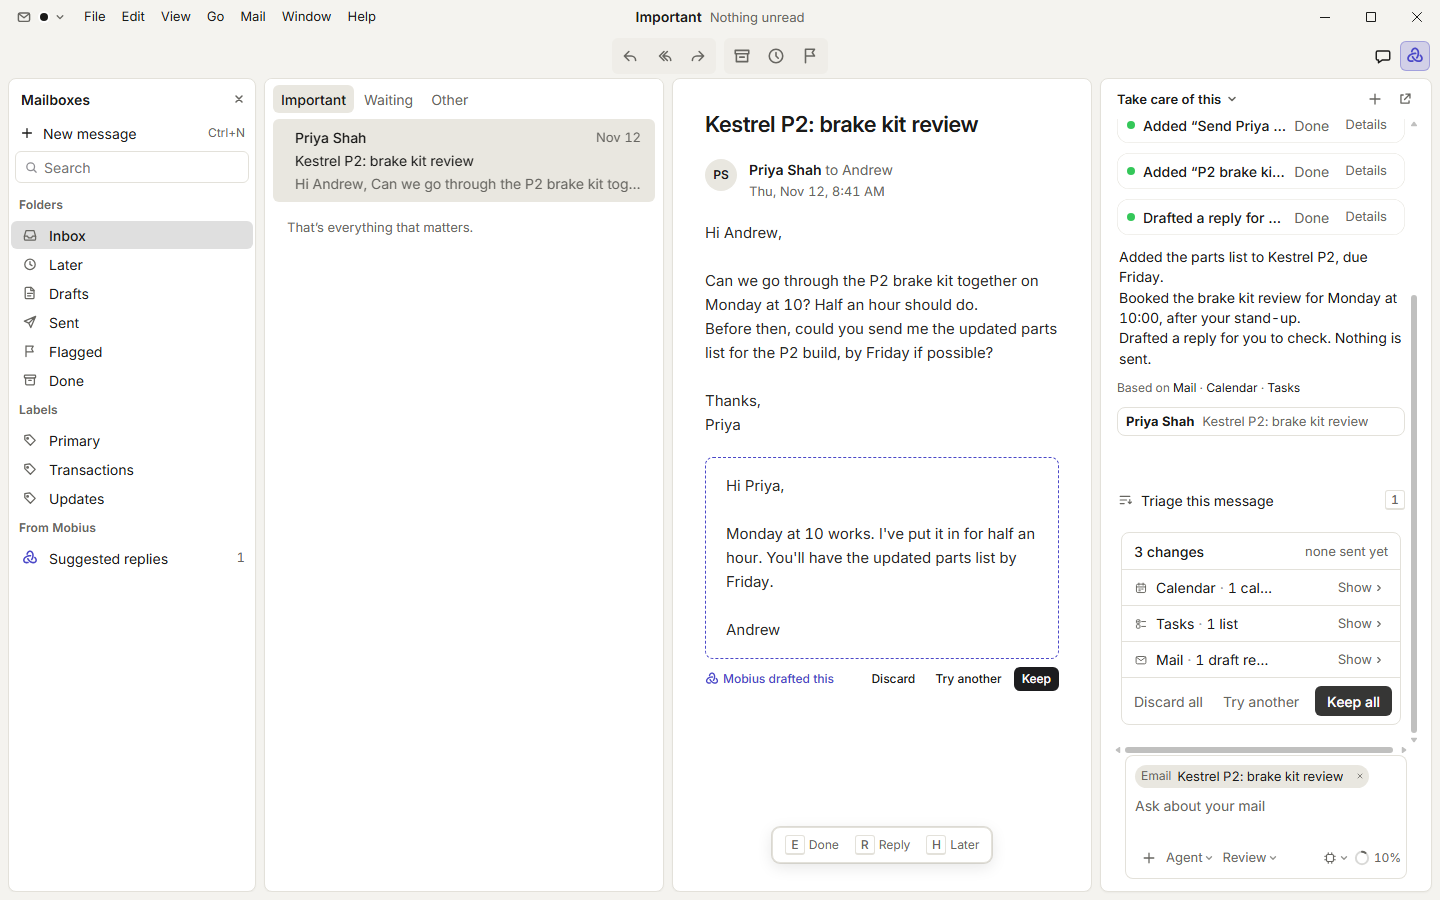 File Edit View Go Mail Window Help
Important Nothing unread
Mailboxes
New message Ctrl+N
Search
Folders
Inbox
Later
Drafts
Sent
Flagged
Done
Labels
Primary
Transactions
Updates
From Mobius
Suggested replies 1
Important Waiting Other
Priya Shah Nov 12
Kestrel P2: brake kit review
Hi Andrew, Can we go through the P2 brake kit tog...
That's everything that matters.
Kestrel P2: brake kit review
PS
Priya Shah to Andrew
Thu, Nov 12, 8:41 AM
Hi Andrew,
Can we go through the P2 brake kit together on
Monday at 10? Half an hour should do.
Before then, could you send me the updated parts
list for the P2 build, by Friday if possible?
Thanks,
Priya
Hi Priya,
Monday at 10 works. I've put it in for half an
hour. You'll have the updated parts list by
Friday.
Andrew
Mobius drafted this Discard Try another Keep
E Done R Reply H Later
Take care of this
Added “Send Priya ... Done Details
Added “P2 brake ki... Done Details
Drafted a reply for ... Done Details
Added the parts list to Kestrel P2, due
Friday.
Booked the brake kit review for Monday at
10:00, after your stand-up.
Drafted a reply for you to check. Nothing is
sent.
Based on Mail · Calendar · Tasks
Priya Shah Kestrel P2: brake kit review
Triage this message 1
3 changes none sent yet
Calendar · 1 cal... Show
Tasks · 1 list Show
Mail · 1 draft re... Show
Discard all Try another Keep all
Email Kestrel P2: brake kit review
Ask about your mail
Agent Review 10%